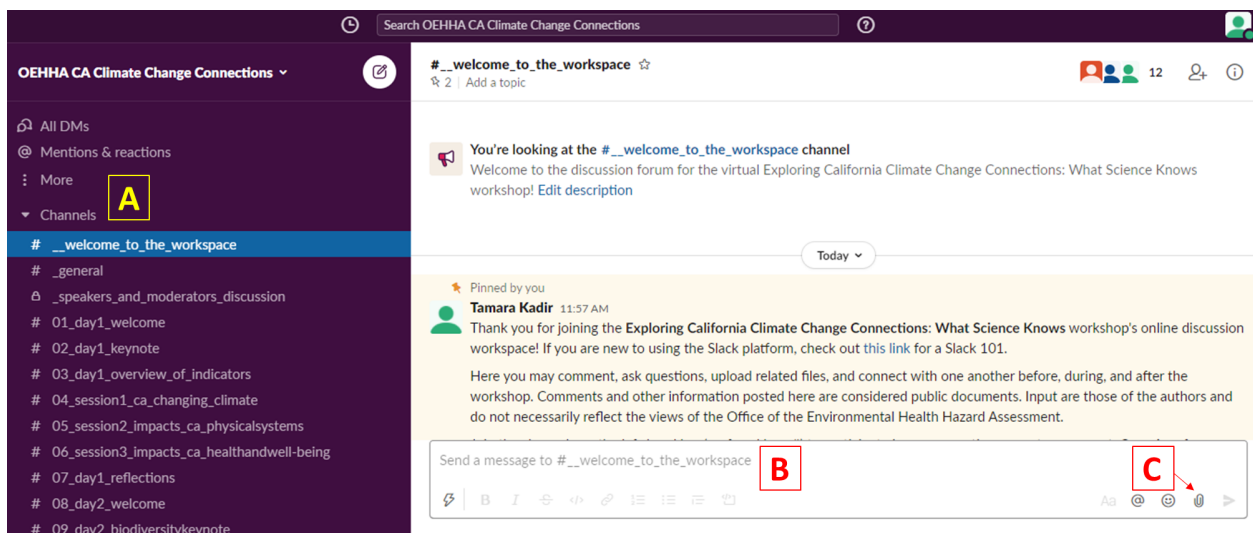 Search OEHHA CA Climate Change Connections
OEHHA CA Climate Change Connections
All DMs
Mentions & reactions
More
A
Channels
# __welcome_to_the_workspace
# _general
_speakers_and_moderators_discussion
# 01_day1_welcome
# 02_day1_keynote
# 03_day1_overview_of_indicators
# 04_session1_ca_changing_climate
# 05_session2_impacts_ca_physicalsystems
# 06_session3_impacts_ca_healthandwell-being
# 07_day1_reflections
# 08_day2_welcome
# 09_day2_biodiversitykeynote
#__welcome_to_the_workspace
2 | Add a topic
12
You're looking at the #__welcome_to_the_workspace channel
Welcome to the discussion forum for the virtual Exploring California Climate Change Connections: What Science Knows
workshop! Edit description
Today
Pinned by you
Tamara Kadir 11:57 AM
Thank you for joining the Exploring California Climate Change Connections: What Science Knows workshop's online discussion
workspace! If you are new to using the Slack platform, check out this link for a Slack 101.
Here you may comment, ask questions, upload related files, and connect with one another before, during, and after the
workshop. Comments and other information posted here are considered public documents. Input are those of the authors and
do not necessarily reflect the views of the Office of the Environmental Health Hazard Assessment.
Send a message to #__welcome_to_the_workspace
B
C
B I S </>
Aa @